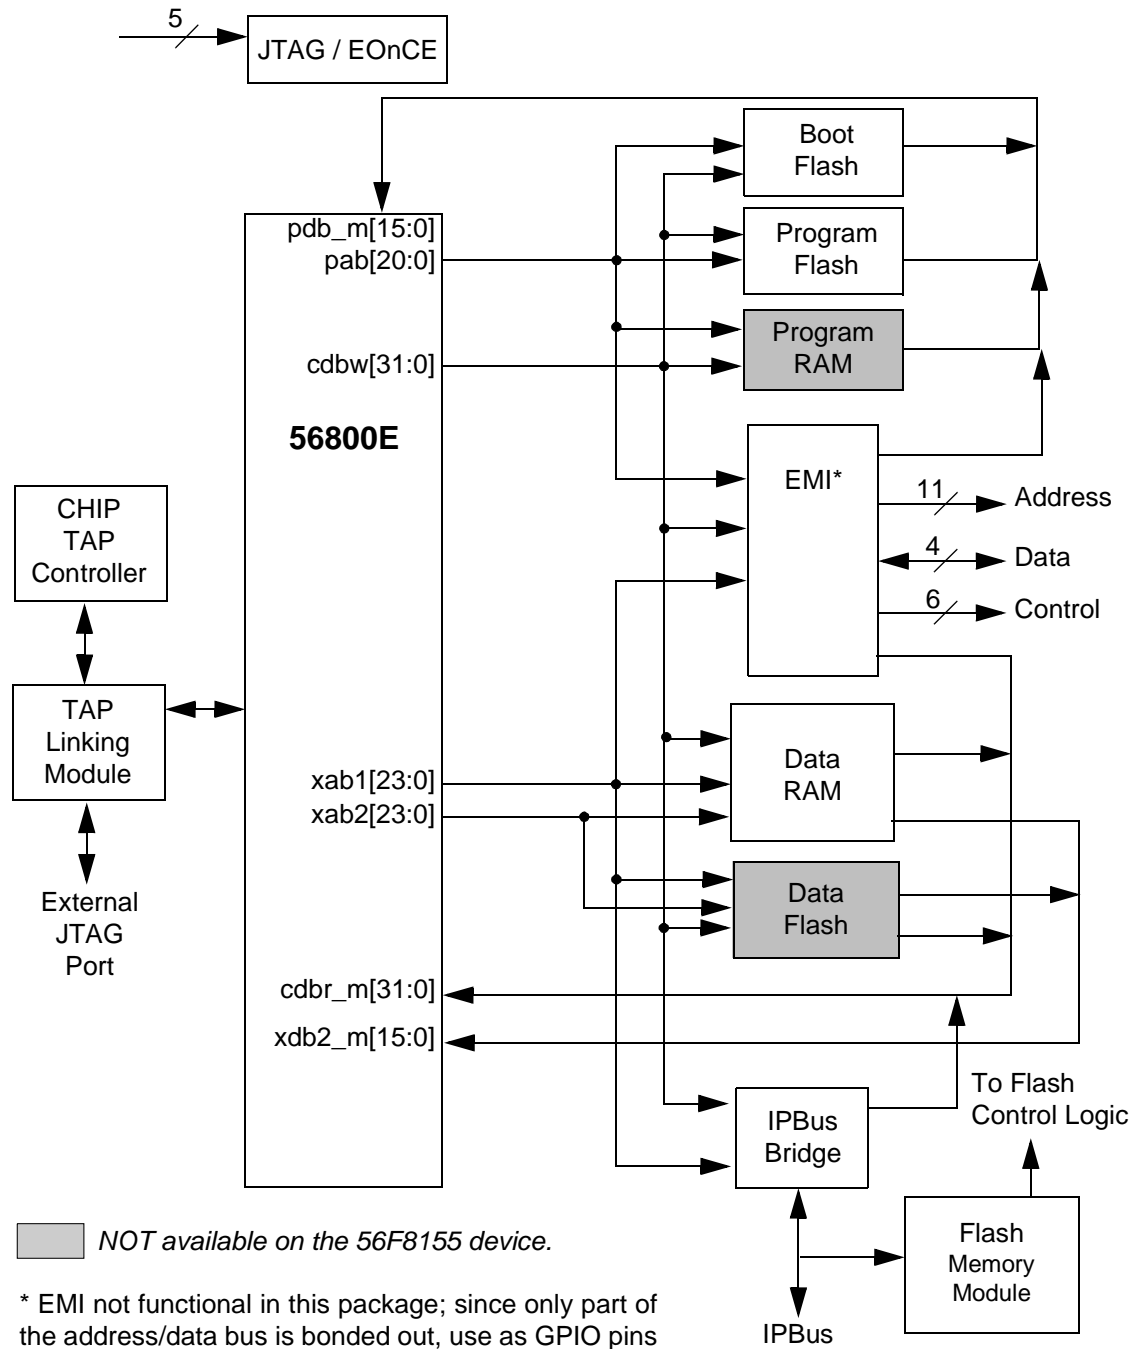 5
JTAG / EOnCE
Boot
Flash
pdb_m[15:0]
pab[20:0]
Program
Flash
cdbw[31:0]
Program
RAM
56800E
EMI*
11
Address
4
Data
6
Control
CHIP
TAP
Controller
TAP
Linking
Module
External
JTAG
Port
xab1[23:0]
xab2[23:0]
Data
RAM
Data
Flash
cdbr_m[31:0]
xdb2_m[15:0]
To Flash
Control Logic
IPBus
Bridge
Flash
Memory
Module
IPBus
NOT available on the 56F8155 device.
* EMI not functional in this package; since only part of
the address/data bus is bonded out, use as GPIO pins